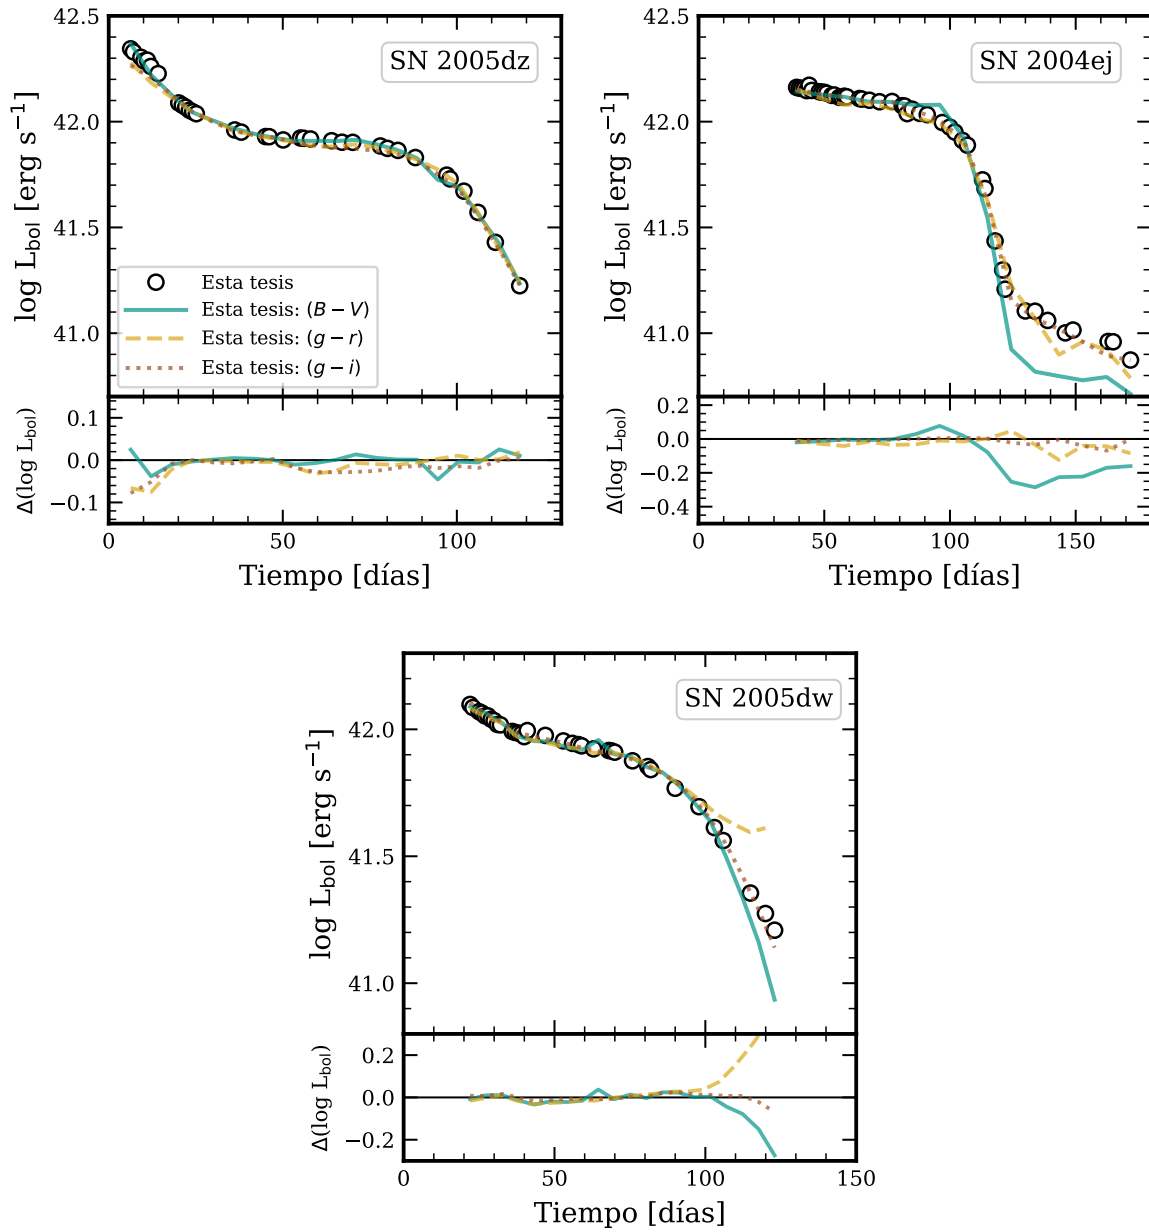 SN 2005dz
42.5
42.0
41.5
41.0
log L_bol [erg s⁻¹]
Esta tesis
Esta tesis: (B − V)
Esta tesis: (g − r)
Esta tesis: (g − i)
0.1
0.0
−0.1
Δ(log L_bol)
0
50
100
Tiempo [días]
SN 2004ej
42.5
42.0
41.5
41.0
log L_bol [erg s⁻¹]
0.2
0.0
−0.2
−0.4
Δ(log L_bol)
0
50
100
150
Tiempo [días]
SN 2005dw
42.0
41.5
41.0
log L_bol [erg s⁻¹]
0.2
0.0
−0.2
Δ(log L_bol)
0
50
100
150
Tiempo [días]